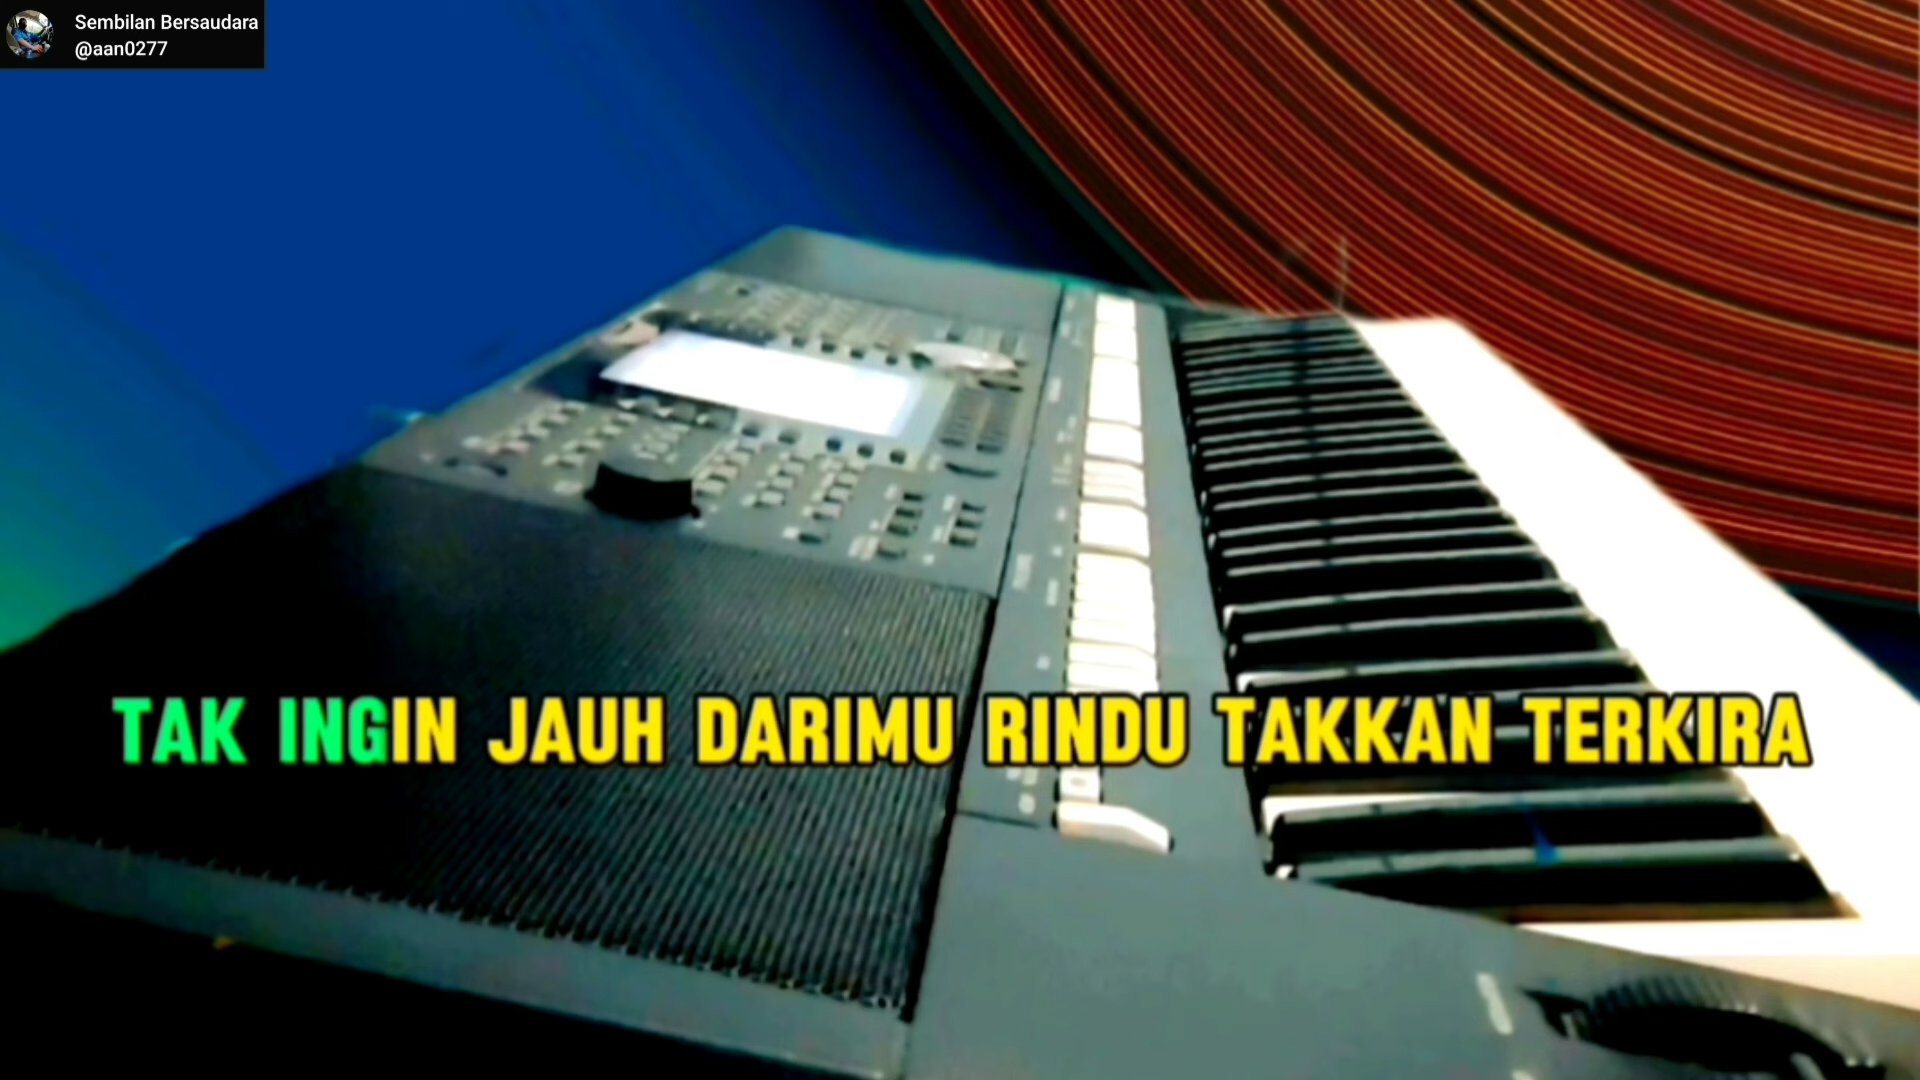 Sembilan Bersaudara
@aan0277
TAK INGIN JAUH DARIMU RINDU TAKKAN TERKIRA